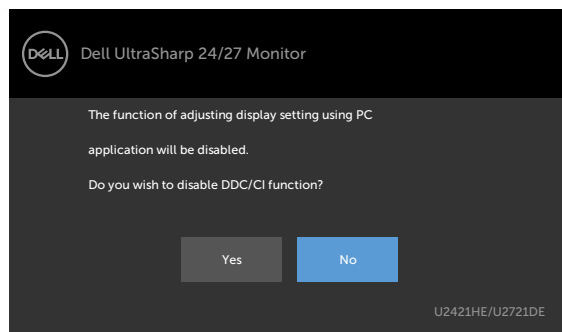 DELL
Dell UltraSharp 24/27 Monitor
The function of adjusting display setting using PC
application will be disabled.
Do you wish to disable DDC/CI function?
Yes
No
U2421HE/U2721DE